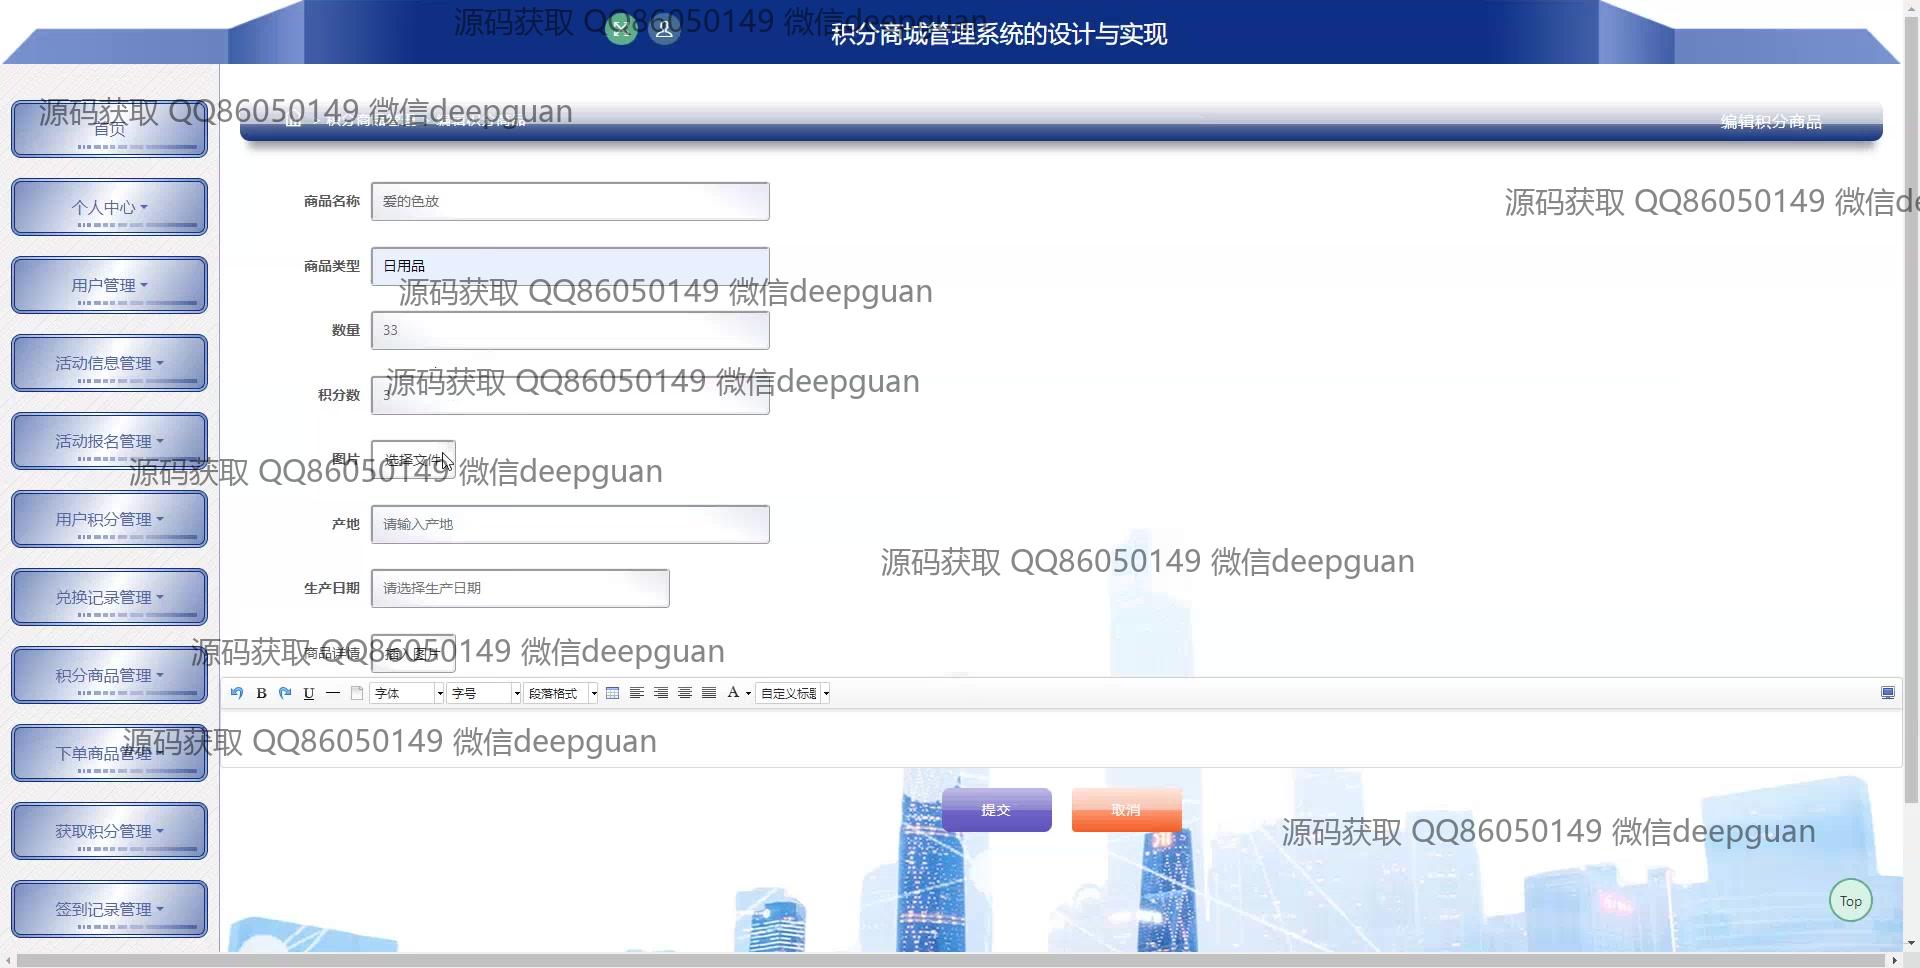 源码获取 QQ86050149 微信deepguan
积分商城管理系统的设计与实现
源码获取 QQ86050149 微信deepguan
首页
编辑积分商品
个人中心
商品名称 爱的色放
源码获取 QQ86050149 微信de
商品类型 日用品
用户管理
源码获取 QQ86050149 微信deepguan
数量 33
活动信息管理
源码获取 QQ86050149 微信deepguan
积分数 3
活动报名管理
图片 选择文件
源码获取 QQ86050149 微信deepguan
用户积分管理
产地 请输入产地
源码获取 QQ86050149 微信deepguan
生产日期 请选择生产日期
兑换记录管理
源码获取 QQ86050149 微信deepguan
商品详情 插入图片
积分商品管理
B U 字体 字号 段落格式 A 自定义标题
源码获取 QQ86050149 微信deepguan
下单商品管理
提交 取消
获取积分管理
源码获取 QQ86050149 微信deepguan
签到记录管理
Top